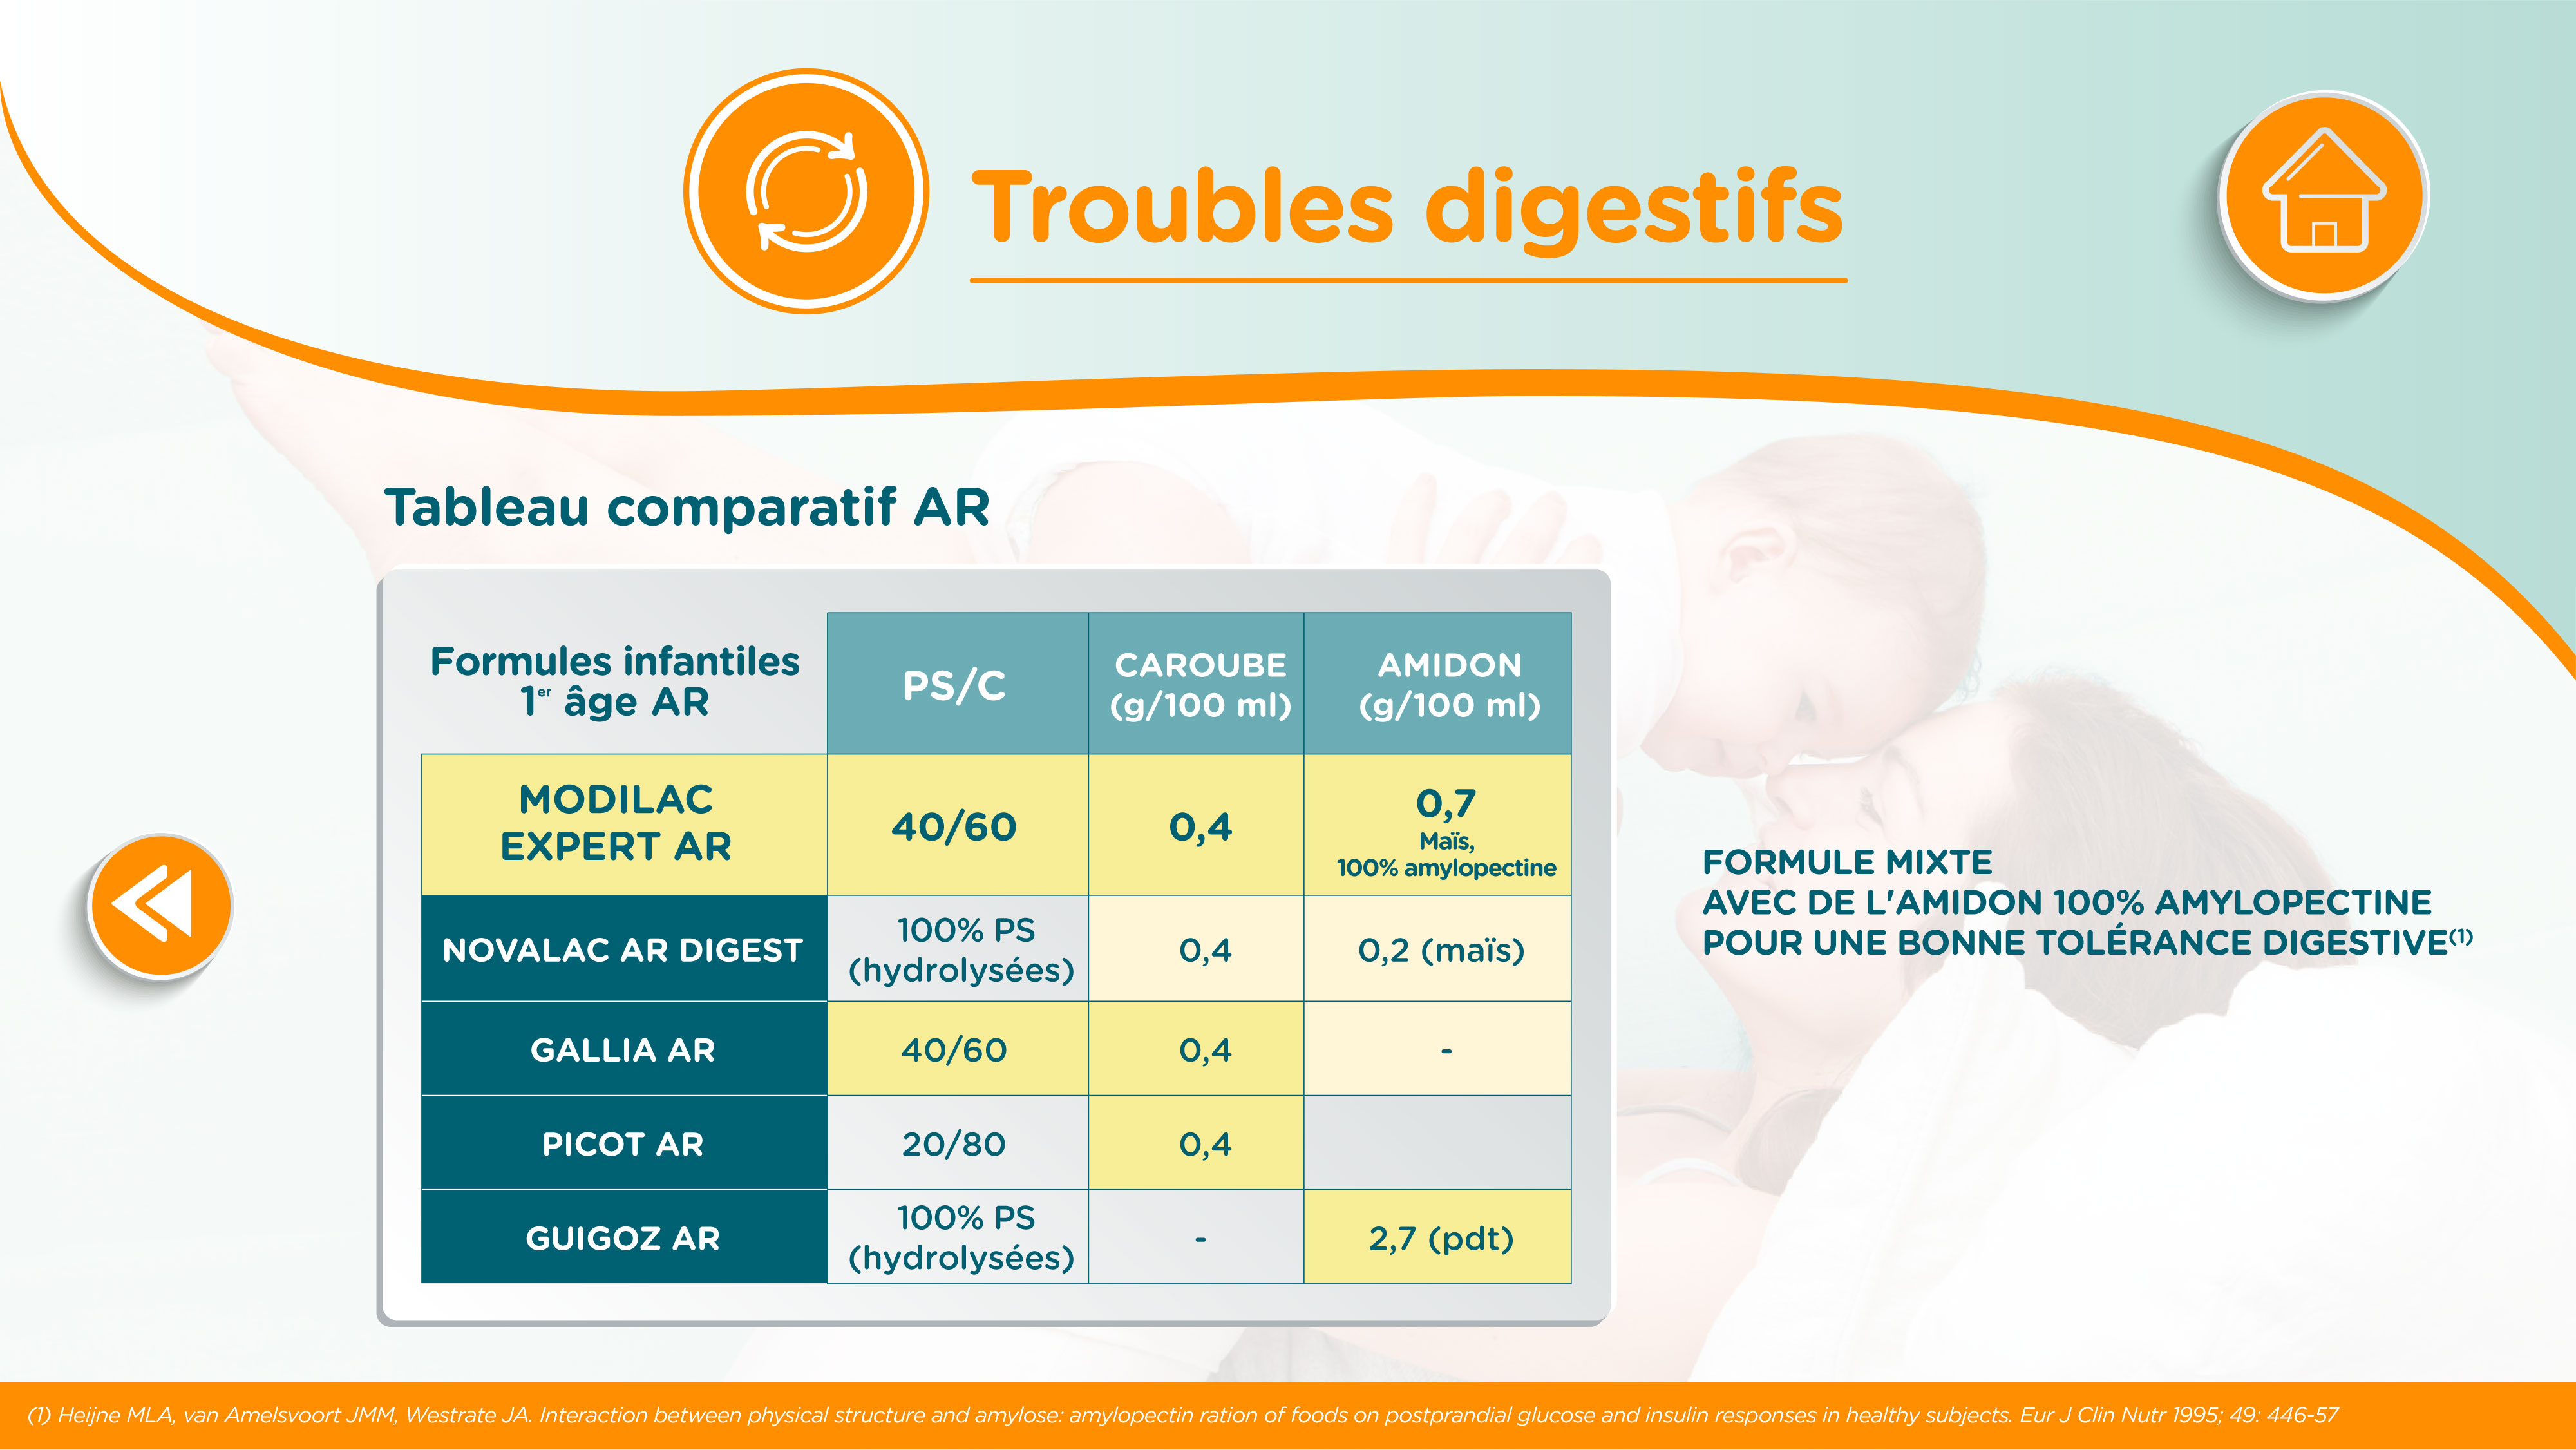 Troubles digestifs
Tableau comparatif AR
Formules infantiles
1er âge AR
PS/C
CAROUBE
(g/100 ml)
AMIDON
(g/100 ml)
MODILAC
EXPERT AR
40/60
0,4
0,7
Maïs,
100% amylopectine
NOVALAC AR DIGEST
100% PS
(hydrolysées)
0,4
0,2 (maïs)
GALLIA AR
40/60
0,4
-
PICOT AR
20/80
0,4
GUIGOZ AR
100% PS
(hydrolysées)
-
2,7 (pdt)
FORMULE MIXTE
AVEC DE L'AMIDON 100% AMYLOPECTINE
POUR UNE BONNE TOLÉRANCE DIGESTIVE(1)
(1) Heijne MLA, van Amelsvoort JMM, Westrate JA. Interaction between physical structure and amylose: amylopectin ration of foods on postprandial glucose and insulin responses in healthy subjects. Eur J Clin Nutr 1995; 49: 446-57